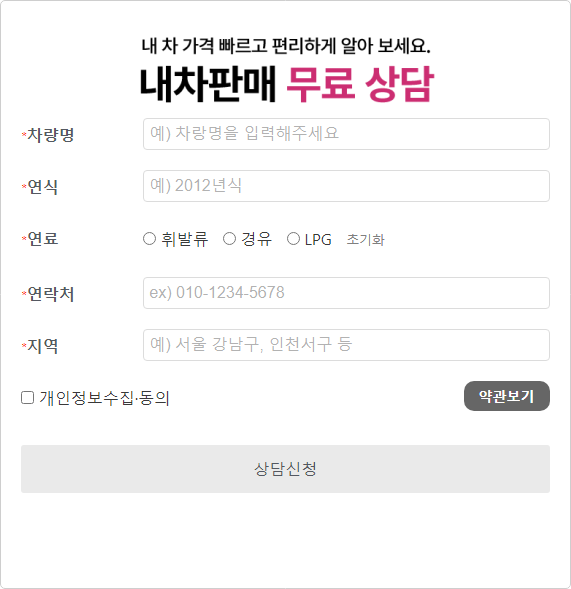 내 차 가격 빠르고 편리하게 알아 보세요.
내차판매 무료 상담
*차량명 예) 차랑명을 입력해주세요
*연식 예) 2012년식
*연료 휘발류 경유 LPG 초기화
*연락처 ex) 010-1234-5678
*지역 예) 서울 강남구, 인천서구 등
개인정보수집·동의 약관보기
상담신청